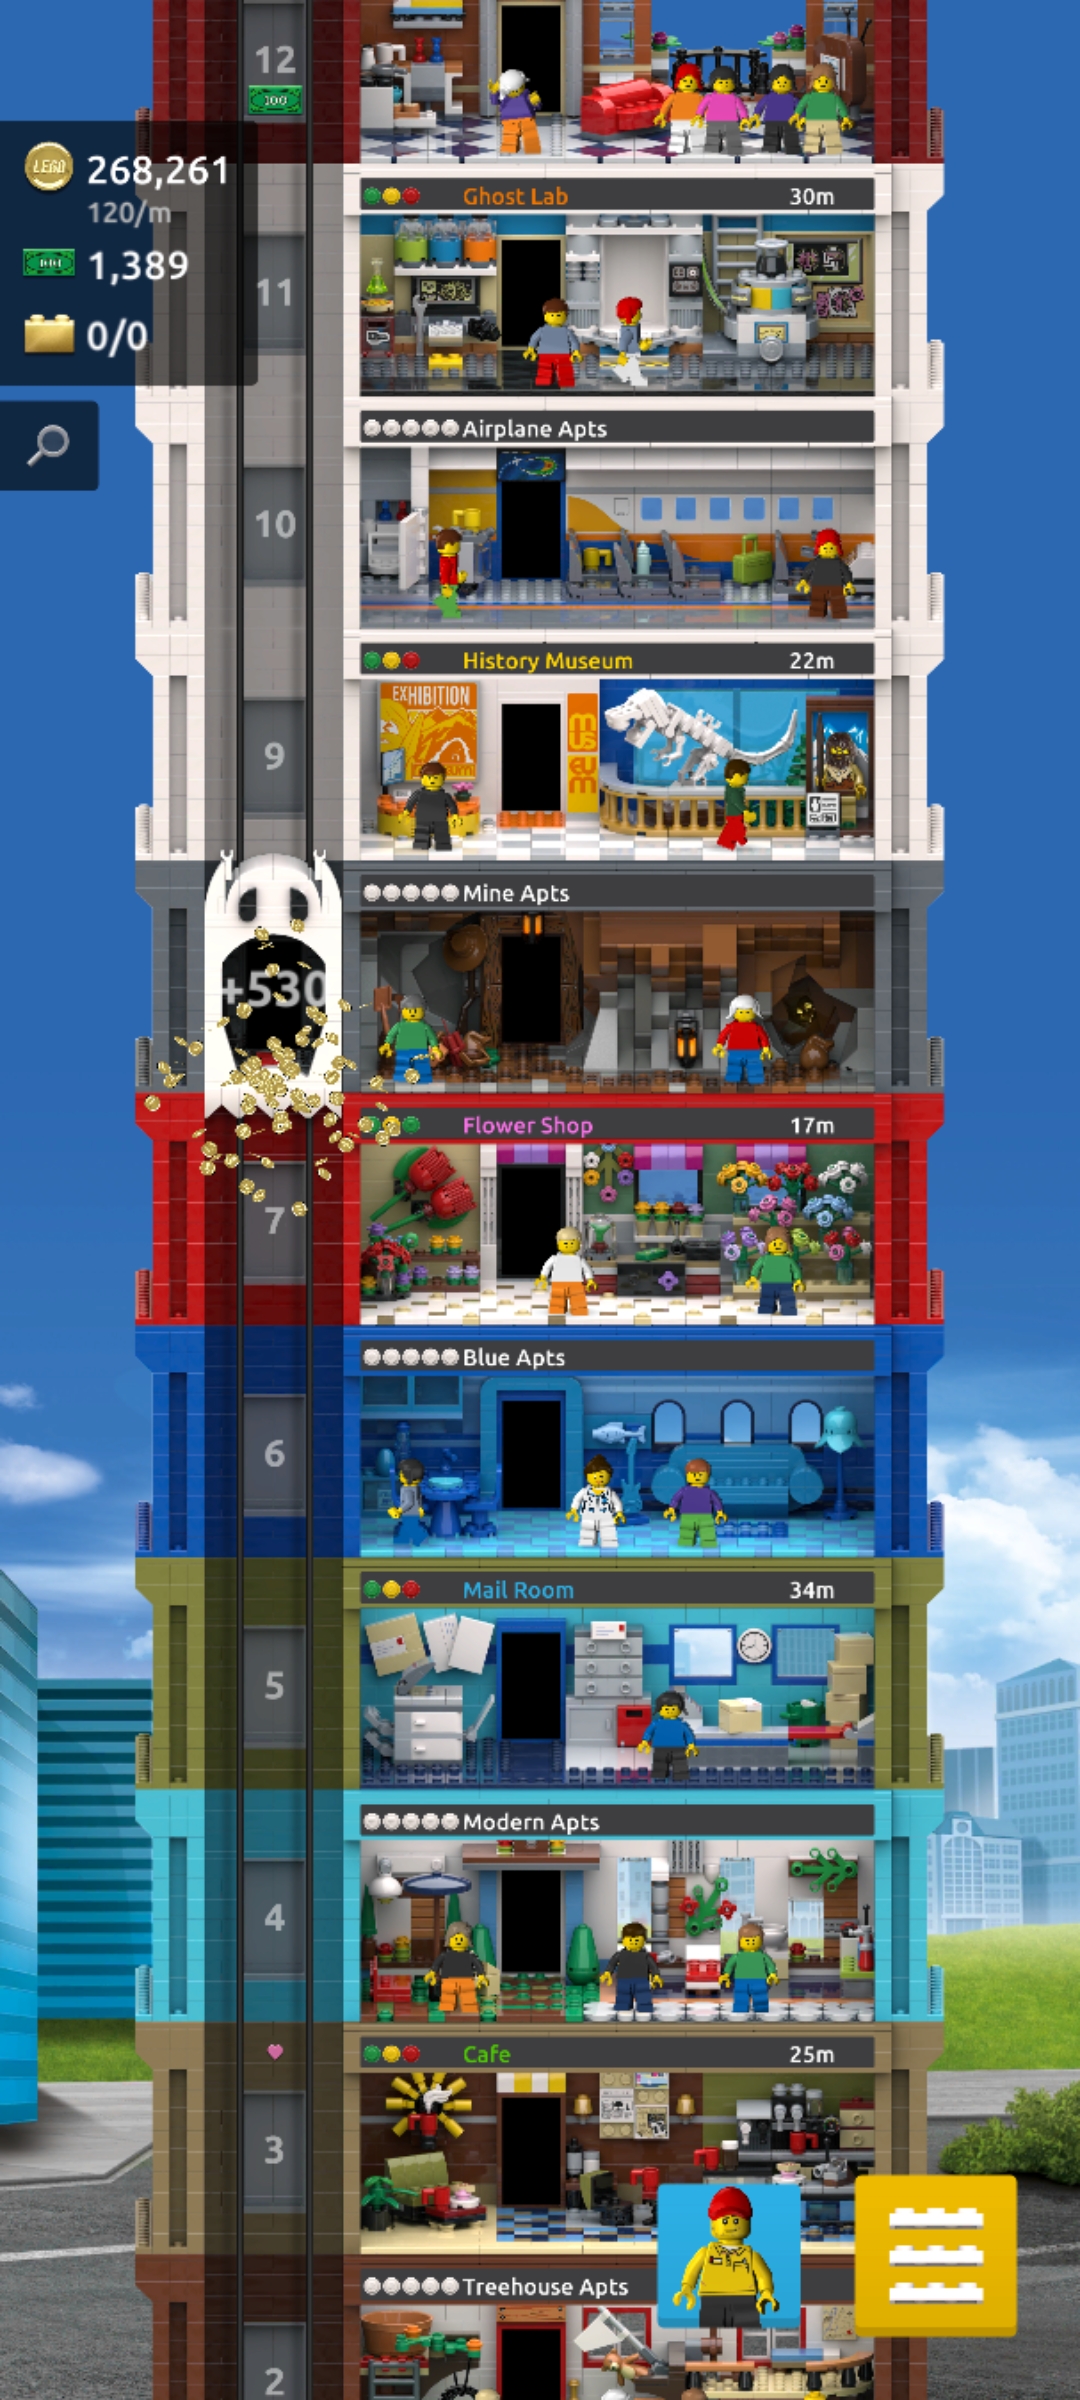 12
100
LEGO 268,261
120/m
1,389
0/0
Ghost Lab 30m
11
Airplane Apts
10
History Museum 22m
EXHIBITION
9
Mine Apts
+530
Flower Shop 17m
7
Blue Apts
6
Mail Room 34m
5
Modern Apts
4
Cafe 25m
3
Treehouse Apts
2